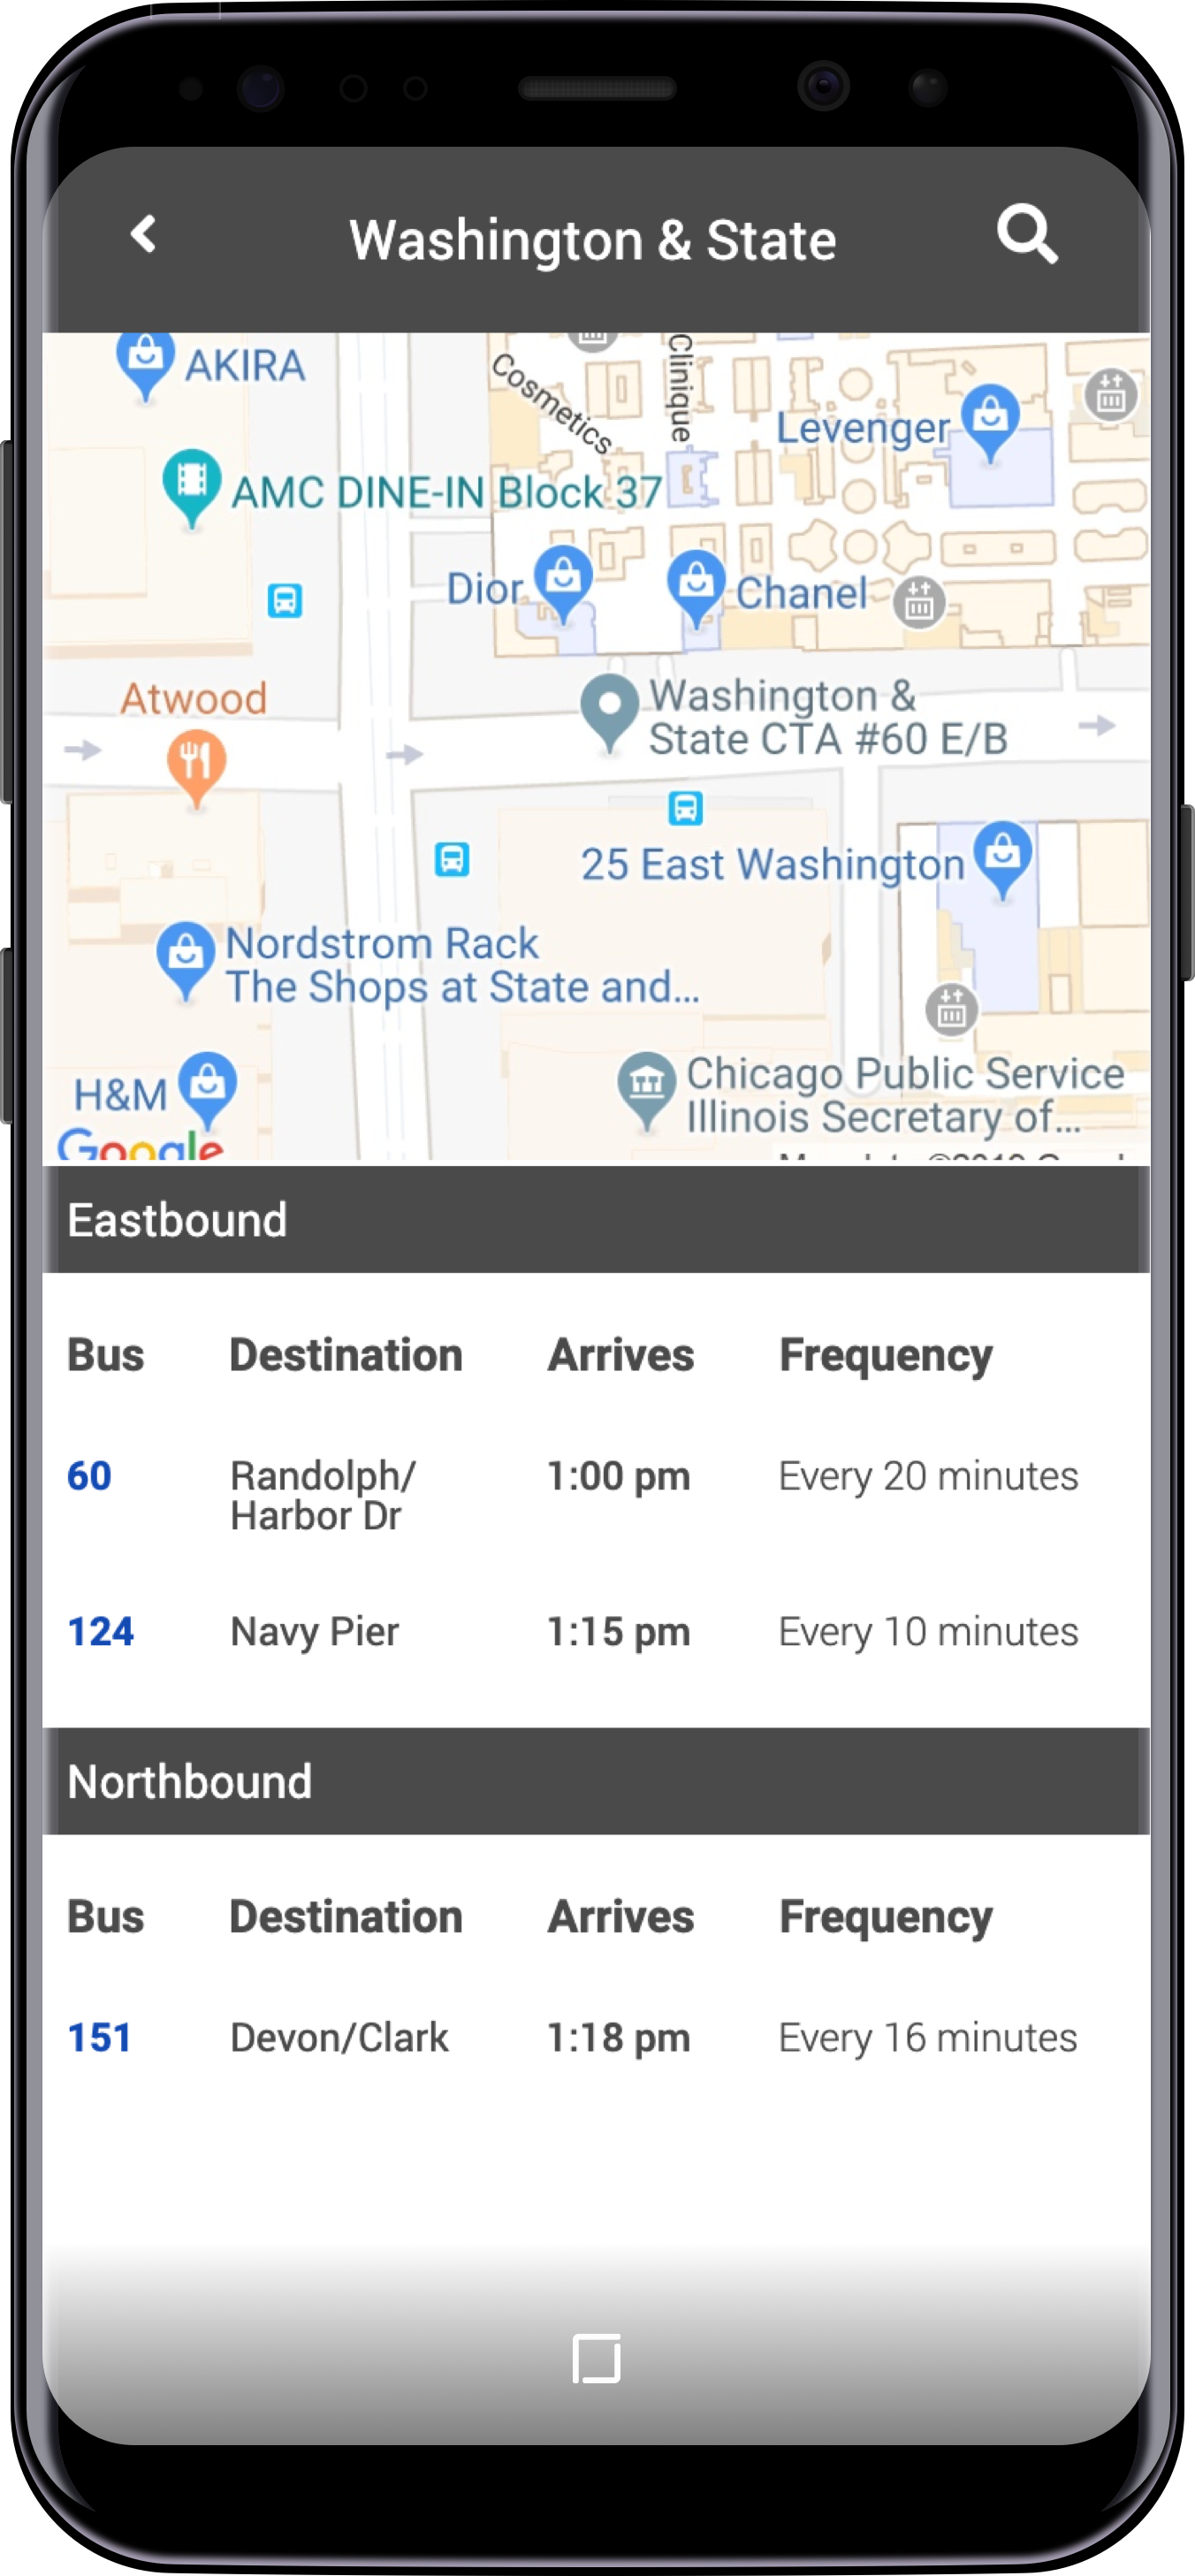 Washington & State
AKIRA
Cosmetics
Clinique
Levenger
AMC DINE-IN Block 37
Dior
Chanel
Atwood
Washington &
State CTA #60 E/B
25 East Washington
Nordstrom Rack
The Shops at State and...
H&M
Chicago Public Service
Illinois Secretary of...
Google
Eastbound
Bus Destination Arrives Frequency
60 Randolph/ 1:00 pm Every 20 minutes
Harbor Dr
124 Navy Pier 1:15 pm Every 10 minutes
Northbound
Bus Destination Arrives Frequency
151 Devon/Clark 1:18 pm Every 16 minutes